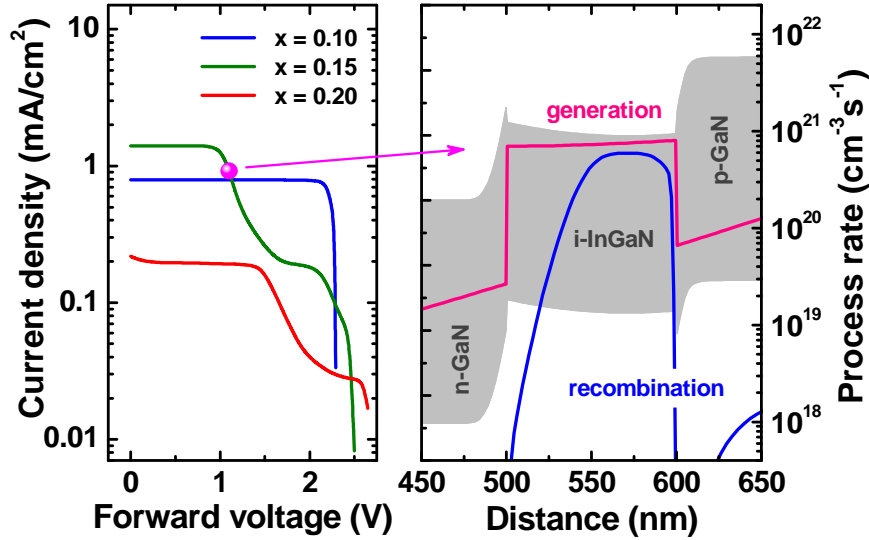 10
1
0.1
0.01
Current density (mA/cm²)
x = 0.10
x = 0.15
x = 0.20
0
1
2
Forward voltage (V)
generation
p-GaN
i-InGaN
n-GaN
recombination
10²²
10²¹
10²⁰
10¹⁹
10¹⁸
Process rate (cm⁻³s⁻¹)
450
500
550
600
650
Distance (nm)